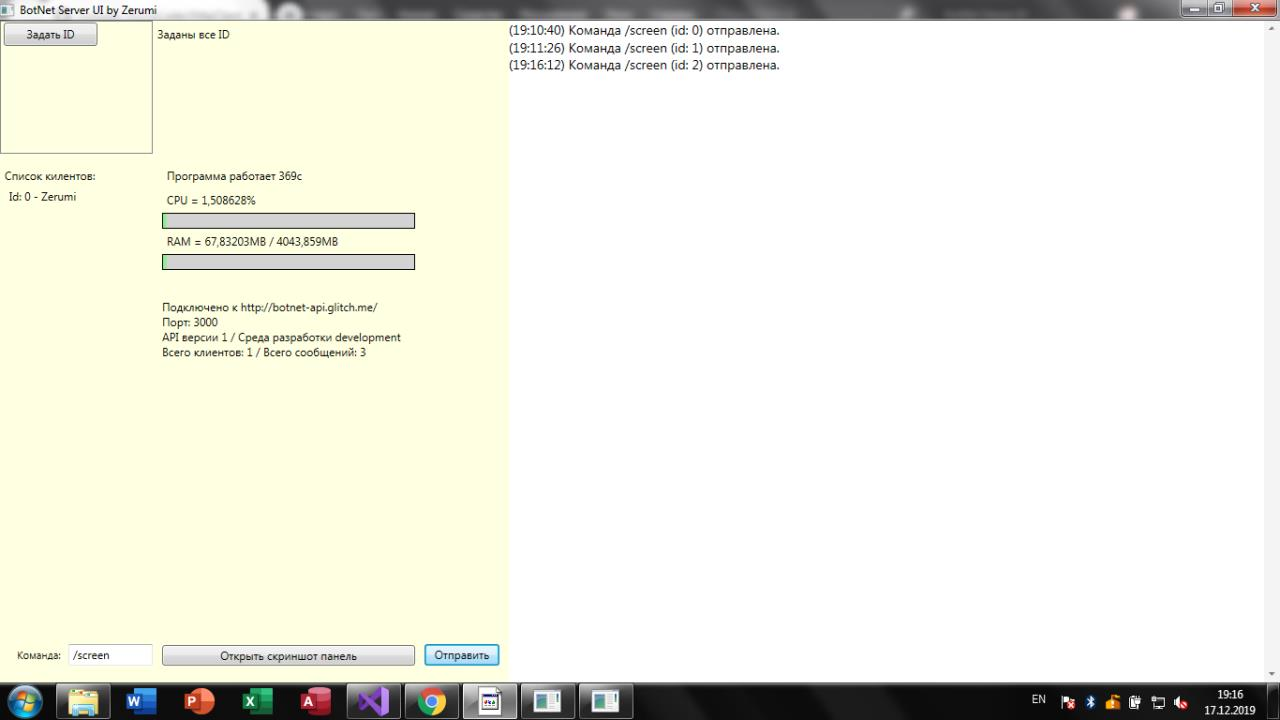 BotNet Server UI by Zerumi
Задать ID
Заданы все ID
(19:10:40) Команда /screen (id: 0) отправлена.
(19:11:26) Команда /screen (id: 1) отправлена.
(19:16:12) Команда /screen (id: 2) отправлена.
Список килентов:
Id: 0 - Zerumi
Программа работает 369с
CPU = 1,508628%
RAM = 67,83203MB / 4043,859MB
Подключено к http://botnet-api.glitch.me/
Порт: 3000
API версии 1 / Среда разработки development
Всего клиентов: 1 / Всего сообщений: 3
Команда:
/screen
Открыть скриншот панель
Отправить
EN
19:16
17.12.2019